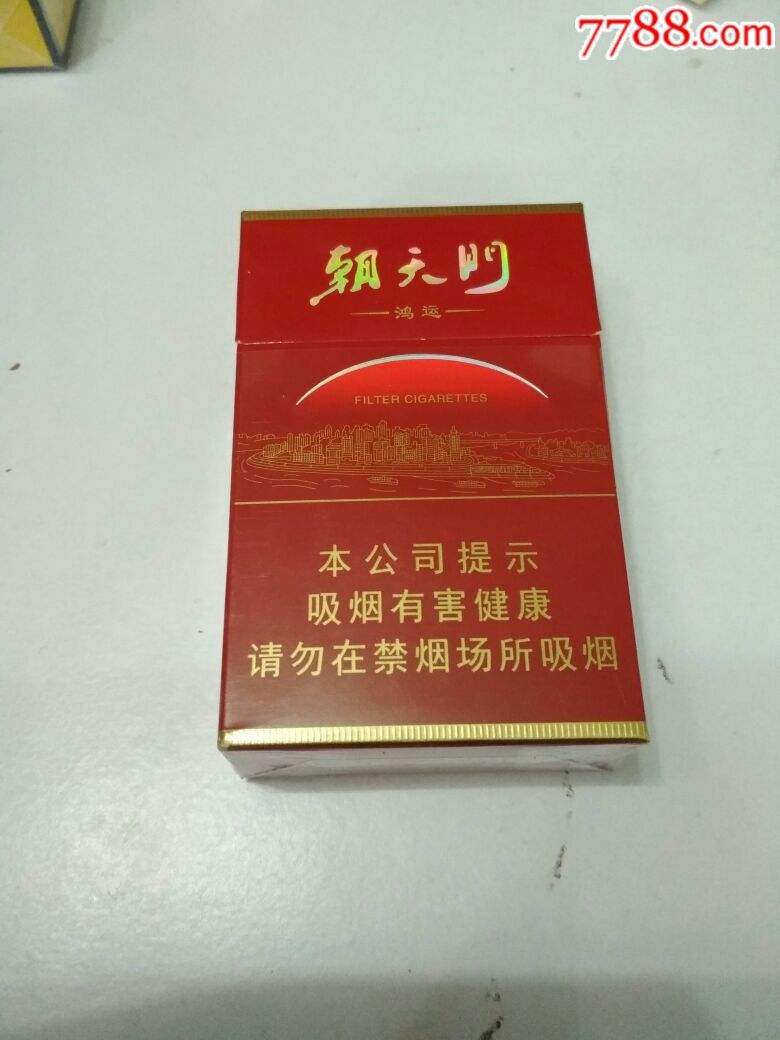 7788.com
朝天門
鸿运
FILTER CIGARETTES
本公司提示
吸烟有害健康
请勿在禁烟场所吸烟